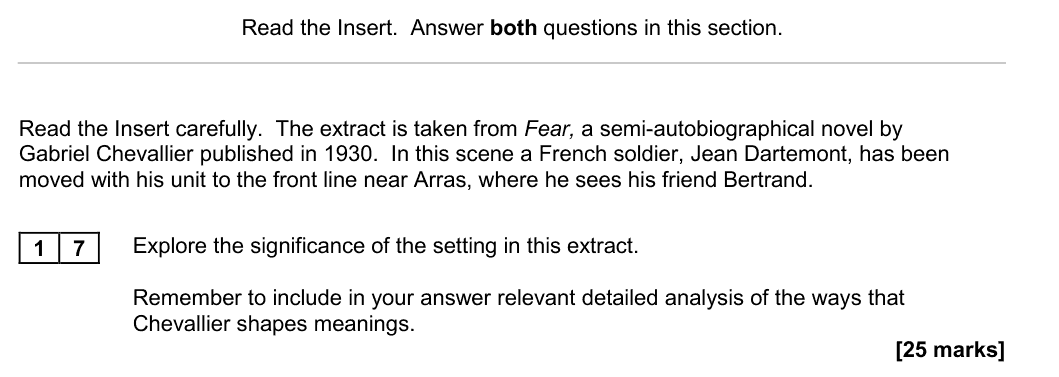 Read the Insert.  Answer both questions in this section.
Read the Insert carefully.  The extract is taken from Fear, a semi-autobiographical novel by
Gabriel Chevallier published in 1930.  In this scene a French soldier, Jean Dartemont, has been
moved with his unit to the front line near Arras, where he sees his friend Bertrand.
1 7 Explore the significance of the setting in this extract.
Remember to include in your answer relevant detailed analysis of the ways that
Chevallier shapes meanings.
[25 marks]